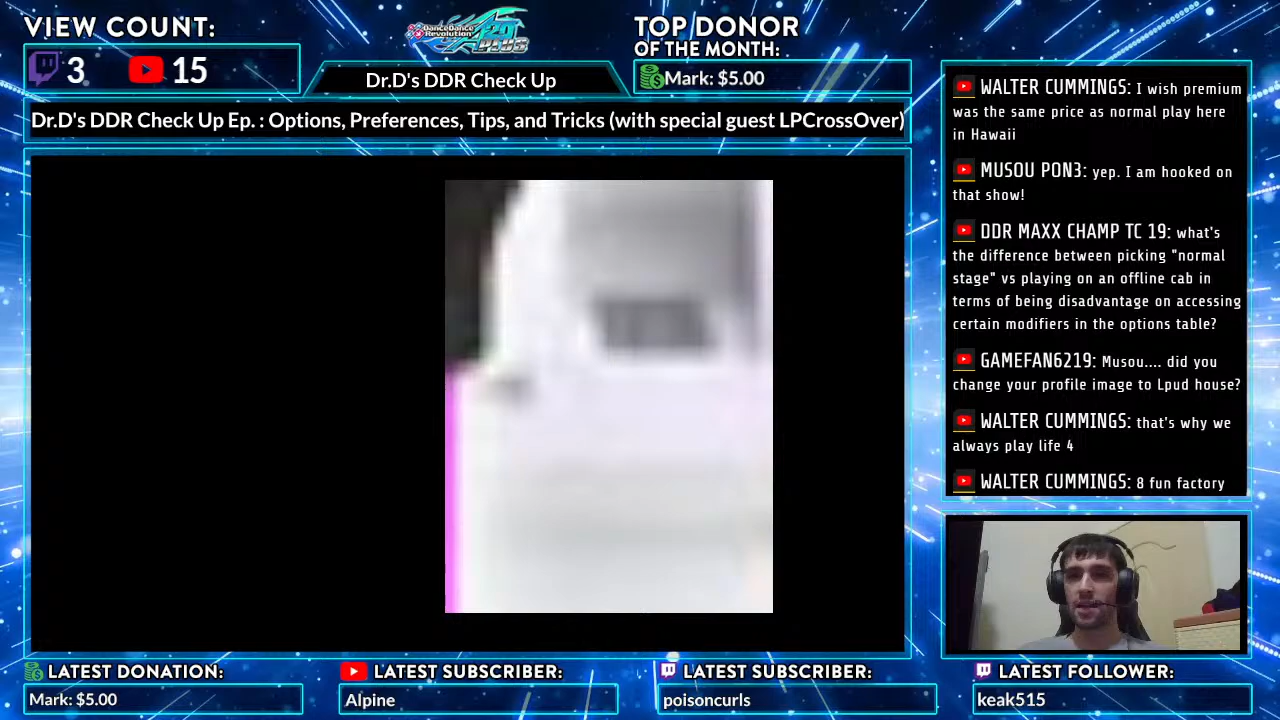 VIEW COUNT:
3
15
DanceDance
Revolution
A20
PLUS
TOP DONOR
OF THE MONTH:
Mark: $5.00
Dr.D's DDR Check Up
Dr.D's DDR Check Up Ep. : Options, Preferences, Tips, and Tricks (with special guest LPCrossOver)
WALTER CUMMINGS: I wish premium
was the same price as normal play here
in Hawaii
MUSOU PON3: yep. I am hooked on
that show!
DDR MAXX CHAMP TC 19: what's
the difference between picking "normal
stage" vs playing on an offline cab in
terms of being disadvantage on accessing
certain modifiers in the options table?
GAMEFAN6219: Musou.... did you
change your profile image to Lpud house?
WALTER CUMMINGS: that's why we
always play life 4
WALTER CUMMINGS: 8 fun factory
LATEST DONATION:
Mark: $5.00
LATEST SUBSCRIBER:
Alpine
LATEST SUBSCRIBER:
poisoncurls
LATEST FOLLOWER:
keak515